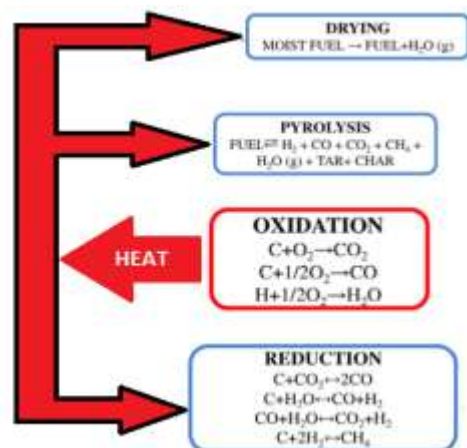 DRYING
MOIST FUEL → FUEL+H₂O (g)
PYROLYSIS
FUEL⇌ H₂ + CO + CO₂ + CH₄ +
H₂O (g) + TAR+ CHAR
HEAT
OXIDATION
C+O₂→CO₂
C+1/2O₂→CO
H+1/2O₂→H₂O
REDUCTION
C+CO₂↔2CO
C+H₂O↔CO+H₂
CO+H₂O↔CO₂+H₂
C+2H₂↔CH₄